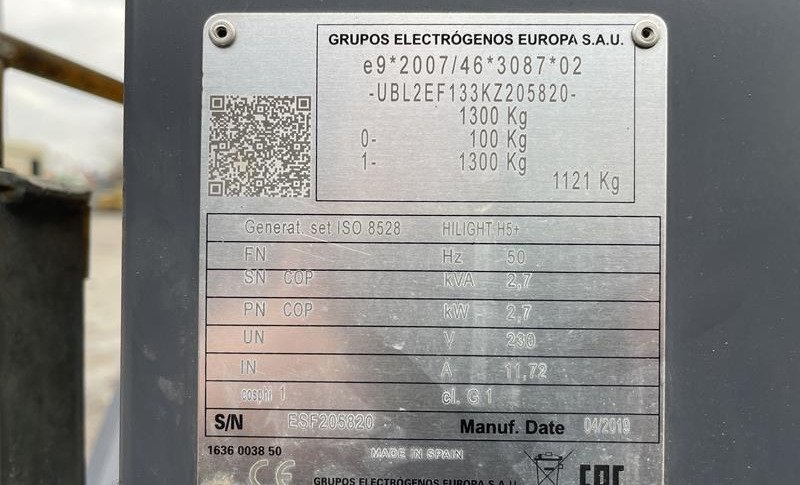 GRUPOS ELECTRÓGENOS EUROPA S.A.U.
e9*2007/46*3087*02
-UBL2EF133KZ205820-
1300 Kg
0- 100 Kg
1- 1300 Kg
1121 Kg
Generat. set ISO 8528 HILIGHT H5+
FN Hz 50
SN COP KVA 2,7
PN COP kW 2,7
UN V 230
IN A 11,72
cosphi 1 cl. G 1
S/N ESF205820 Manuf. Date 04/2019
1636 0038 50 MADE IN SPAIN
CE GRUPOS ELECTRÓGENOS EUROPA S.A.U. EAC